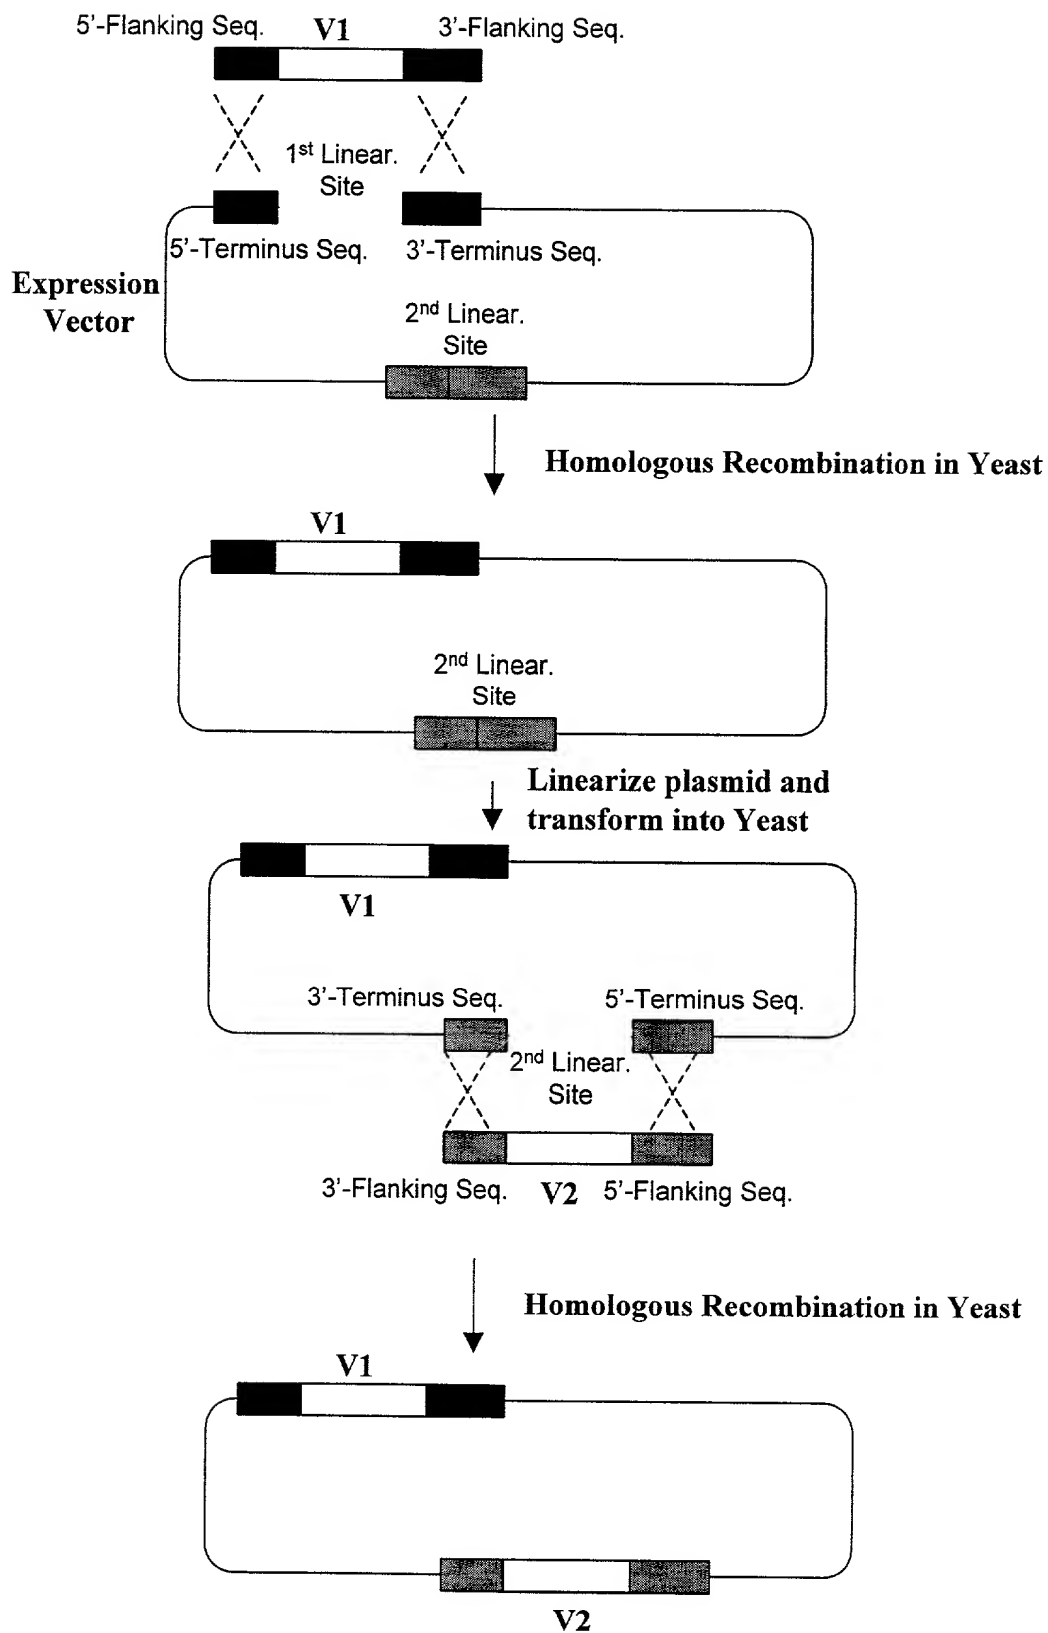 5'-Flanking Seq. V1 3'-Flanking Seq.
1st Linear.
Site
5'-Terminus Seq. 3'-Terminus Seq.
Expression
Vector
2nd Linear.
Site
Homologous Recombination in Yeast
V1
2nd Linear.
Site
Linearize plasmid and
transform into Yeast
V1
3'-Terminus Seq. 5'-Terminus Seq.
2nd Linear.
Site
3'-Flanking Seq. V2 5'-Flanking Seq.
Homologous Recombination in Yeast
V1
V2